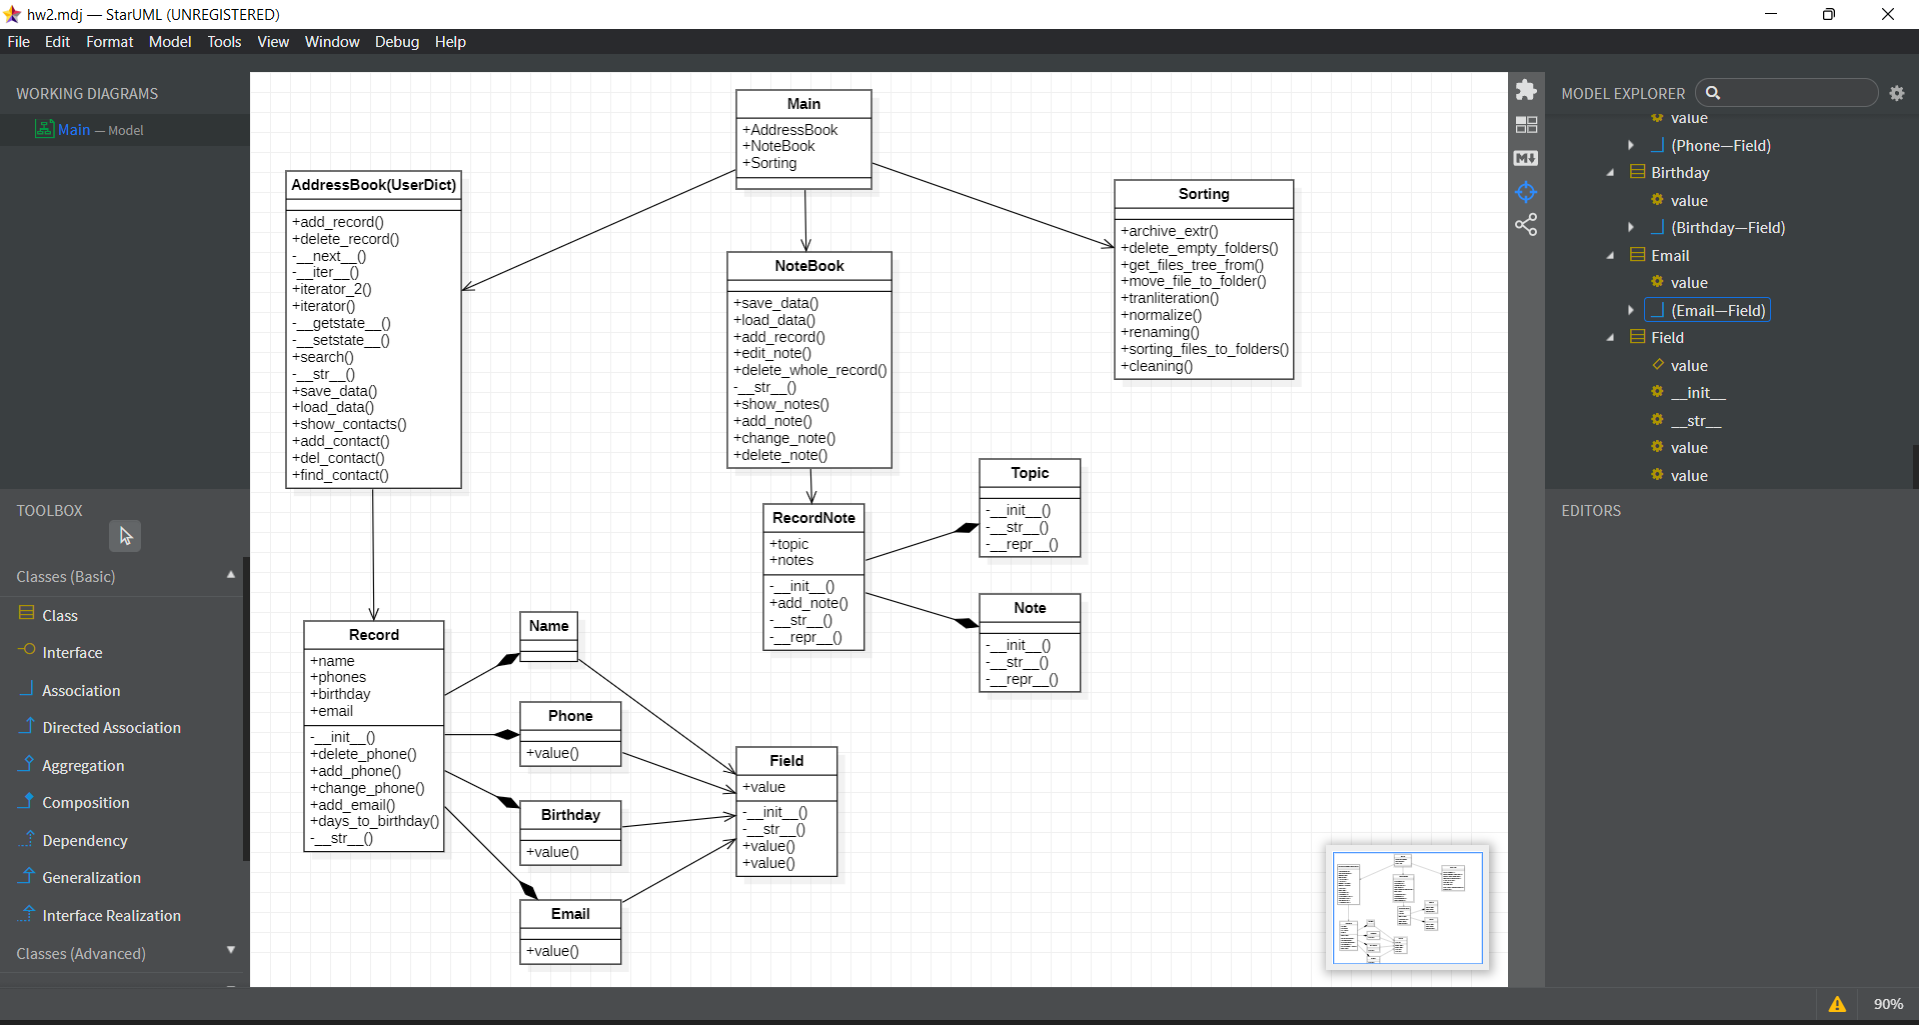 hw2.mdj — StarUML (UNREGISTERED)
File Edit Format Model Tools View Window Debug Help
WORKING DIAGRAMS
Main — Model
TOOLBOX
Classes (Basic)
Class
Interface
Association
Directed Association
Aggregation
Composition
Dependency
Generalization
Interface Realization
Classes (Advanced)
Main
+AddressBook
+NoteBook
+Sorting
AddressBook(UserDict)
+add_record()
+delete_record()
-__next__()
-__iter__()
+iterator_2()
+iterator()
-__getstate__()
-__setstate__()
+search()
-__str__()
+save_data()
+load_data()
+show_contacts()
+add_contact()
+del_contact()
+find_contact()
NoteBook
+save_data()
+load_data()
+add_record()
+edit_note()
+delete_whole_record()
-__str__()
+show_notes()
+add_note()
+change_note()
+delete_note()
Sorting
+archive_extr()
+delete_empty_folders()
+get_files_tree_from()
+move_file_to_folder()
+tranliteration()
+normalize()
+renaming()
+sorting_files_to_folders()
+cleaning()
RecordNote
+topic
+notes
-__init__()
+add_note()
-__str__()
-__repr__()
Topic
-__init__()
-__str__()
-__repr__()
Note
-__init__()
-__str__()
-__repr__()
Record
+name
+phones
+birthday
+email
-__init__()
+delete_phone()
+add_phone()
+change_phone()
+add_email()
+days_to_birthday()
-__str__()
Name
Phone
+value()
Birthday
+value()
Email
+value()
Field
+value
-__init__()
-__str__()
+value()
+value()
M
MODEL EXPLORER
value
(Phone—Field)
Birthday
value
(Birthday—Field)
Email
value
(Email—Field)
Field
value
__init__
__str__
value
value
EDITORS
90%